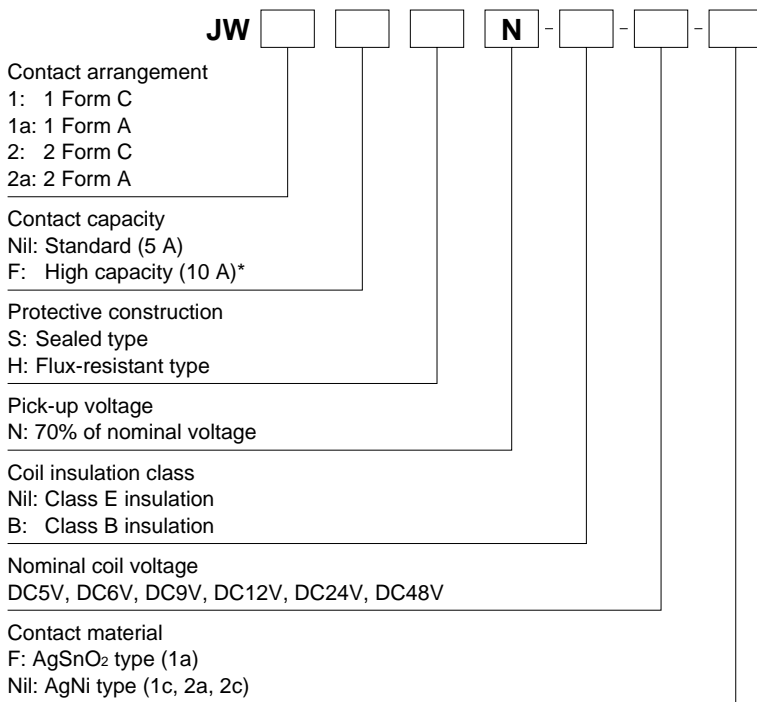 JW N - - -
Contact arrangement
1: 1 Form C
1a: 1 Form A
2: 2 Form C
2a: 2 Form A
Contact capacity
Nil: Standard (5 A)
F: High capacity (10 A)*
Protective construction
S: Sealed type
H: Flux-resistant type
Pick-up voltage
N: 70% of nominal voltage
Coil insulation class
Nil: Class E insulation
B: Class B insulation
Nominal coil voltage
DC5V, DC6V, DC9V, DC12V, DC24V, DC48V
Contact material
F: AgSnO₂ type (1a)
Nil: AgNi type (1c, 2a, 2c)